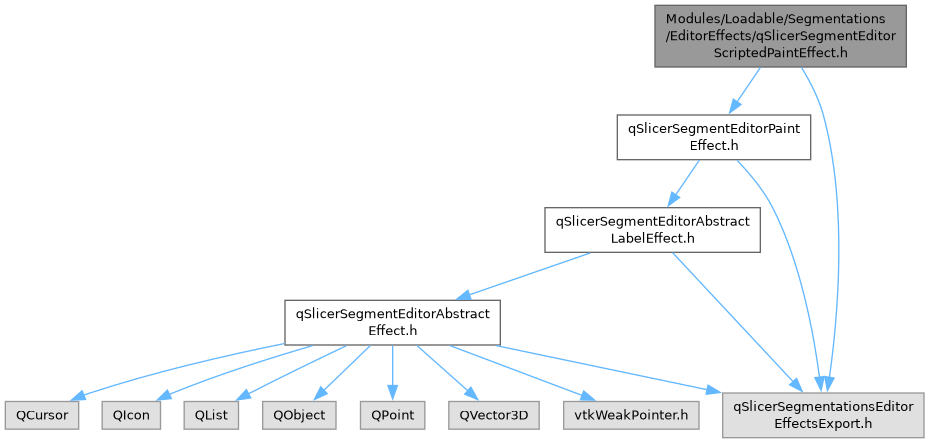 Modules/Loadable/Segmentations
/EditorEffects/qSlicerSegmentEditor
ScriptedPaintEffect.h
qSlicerSegmentEditorPaint
Effect.h
qSlicerSegmentEditorAbstract
LabelEffect.h
qSlicerSegmentEditorAbstract
Effect.h
QCursor
QIcon
QList
QObject
QPoint
QVector3D
vtkWeakPointer.h
qSlicerSegmentationsEditor
EffectsExport.h